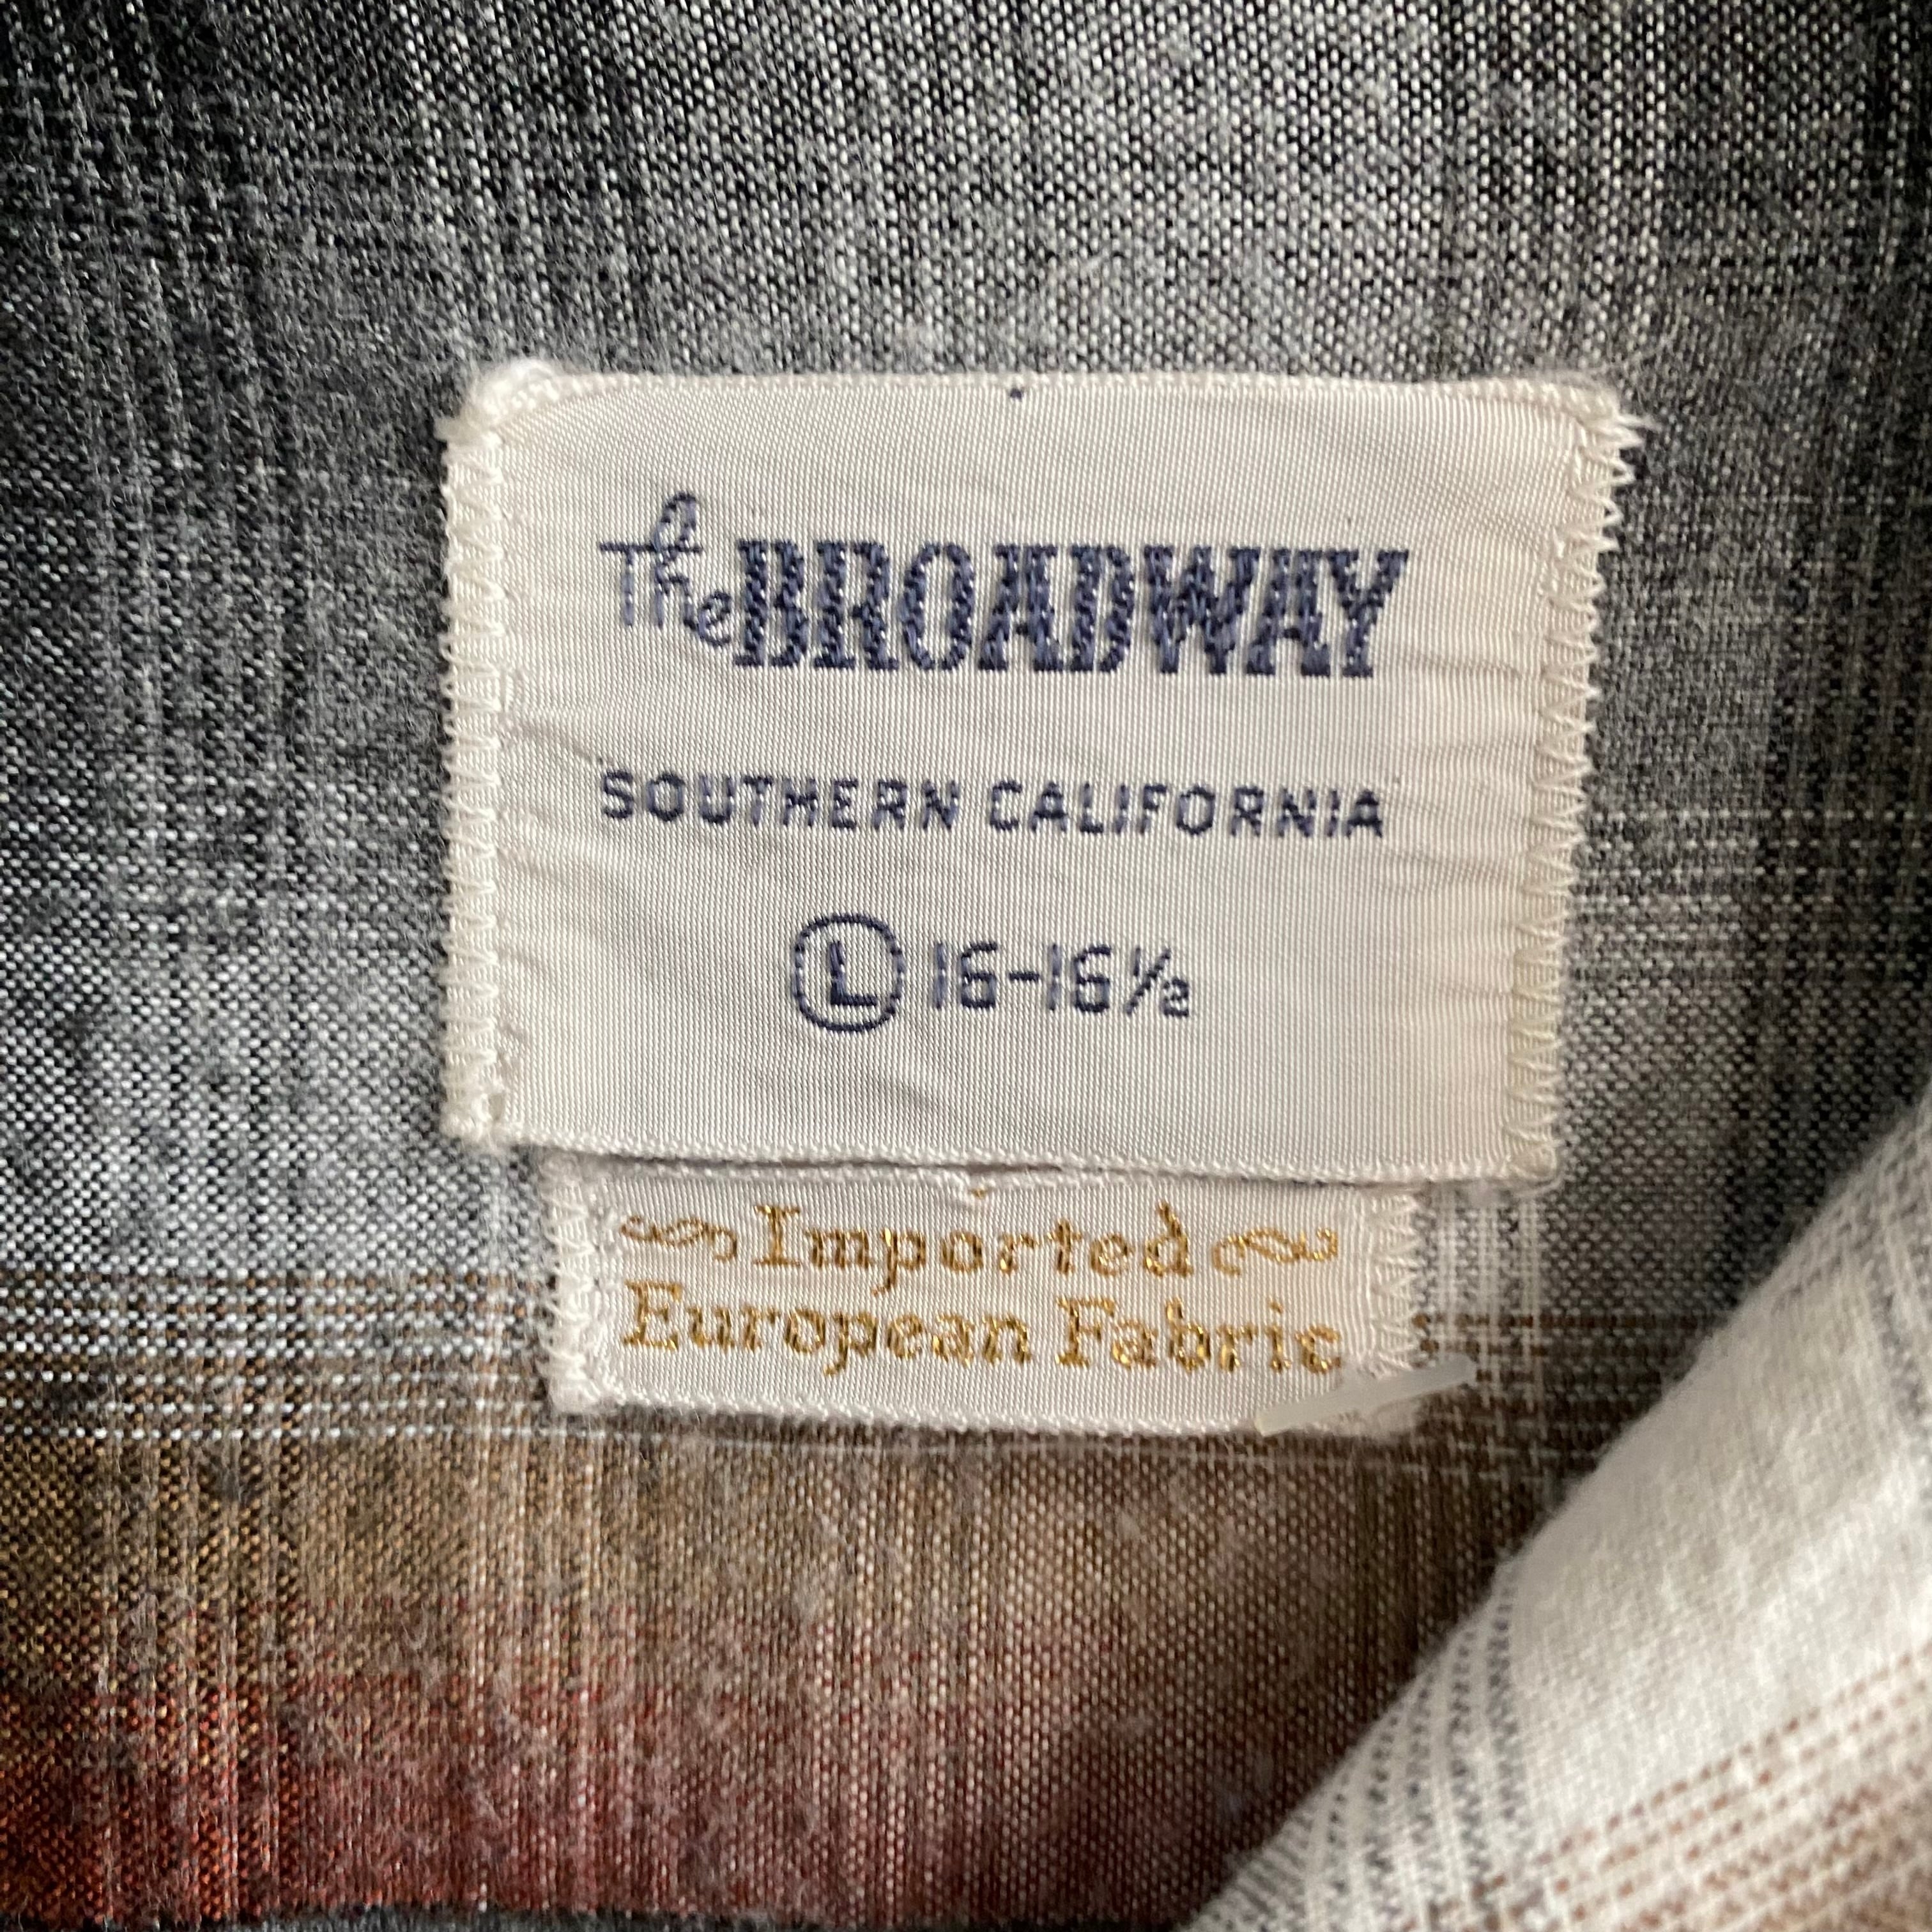 The BROADWAY
SOUTHERN CALIFORNIA
L 16-16½
Imported
European Fabric